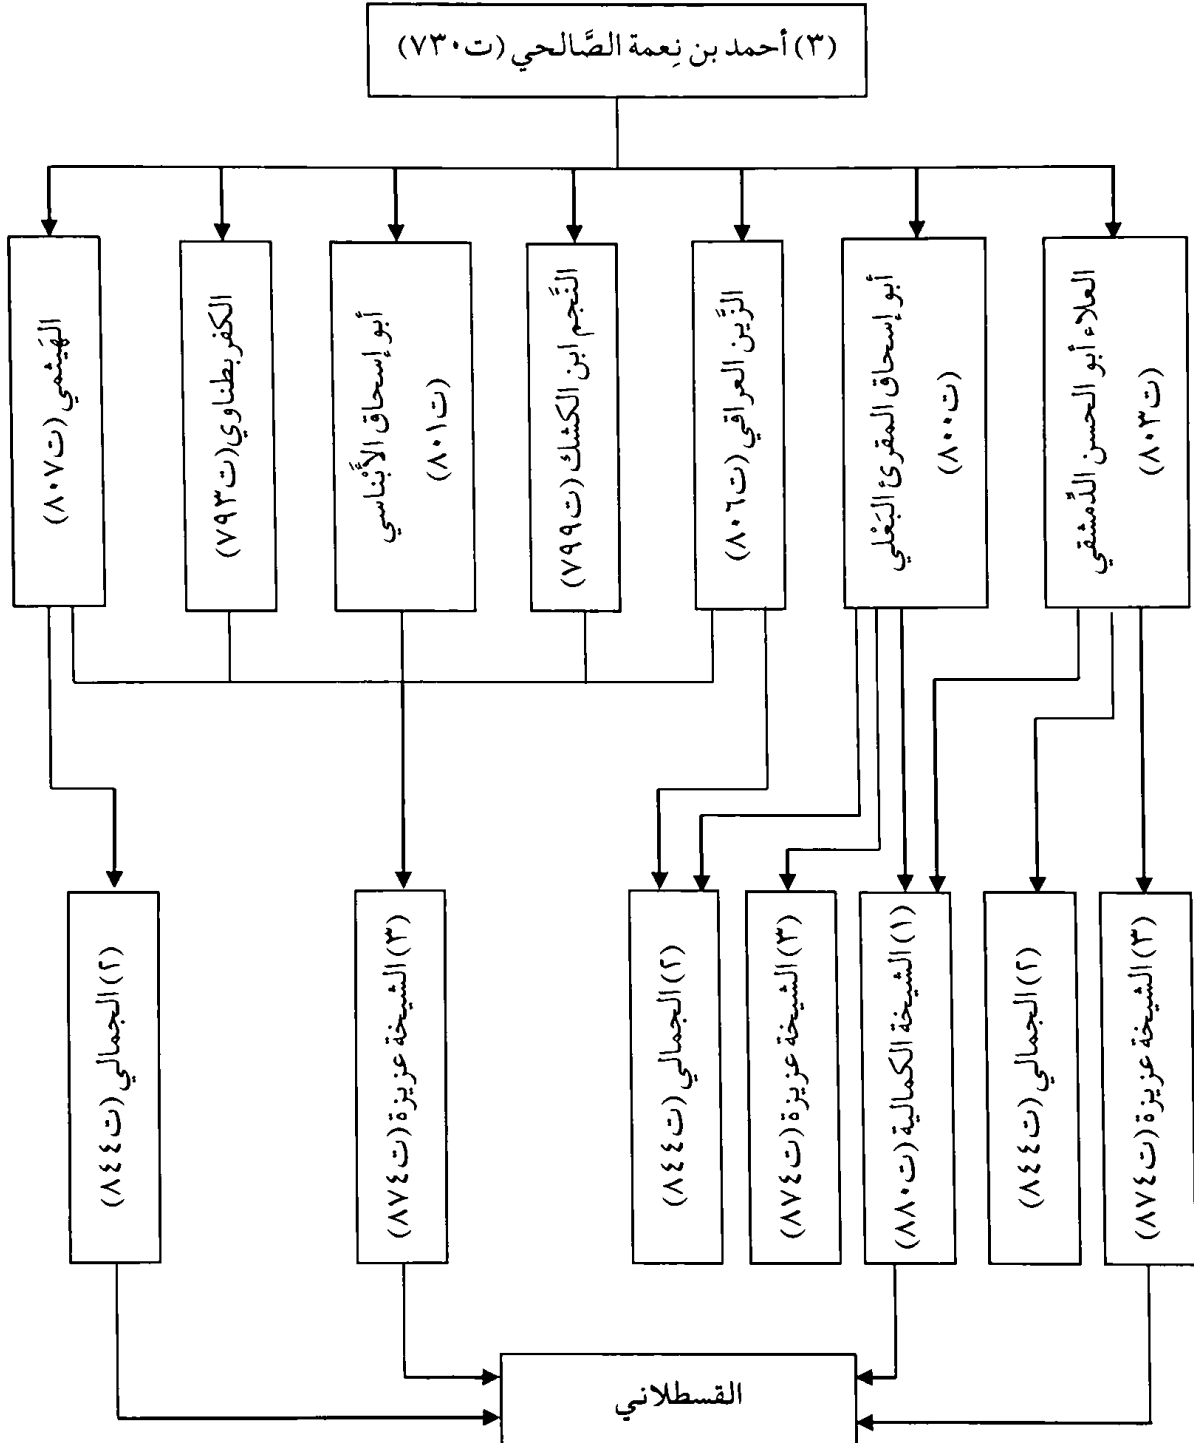 (٣) أحمد بن نِعمة الصَّالحي (ت٧٣٠)
العلاء أبو الحسن الدِّمشقي
(ت٨٠٣)
أبو إسحاق المقرئ البَعْلي
(ت٨٠٠)
الزَّين العراقي (ت٨٠٦)
النَّجم ابن الكشك (ت٧٩٩)
أبو إسحاق الأَبْناسي
(ت٨٠١)
الكفربطناوي (ت٧٩٣)
الهَيثمي (ت٨٠٧)
(٣) الشيخة عزيزة (ت٨٧٤)
(٢) الجمالي (ت٨٤٤)
(١) الشيخة الكمالية (ت٨٨٠)
(٣) الشيخة عزيزة (ت٨٧٤)
(٢) الجمالي (ت٨٤٤)
(٣) الشيخة عزيزة (ت٨٧٤)
(٢) الجمالي (ت٨٤٤)
القسطلاني